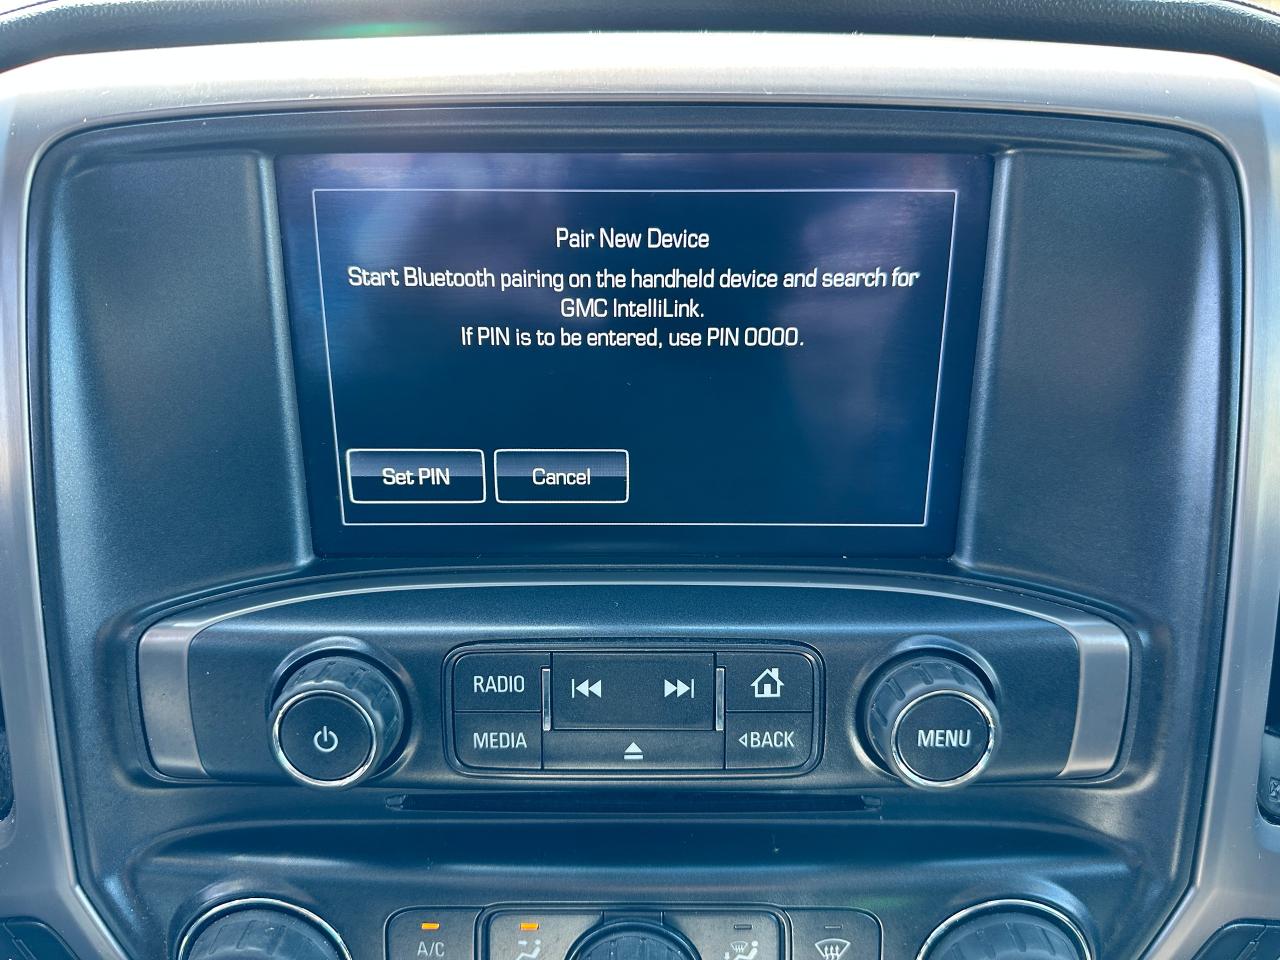 Pair New Device
Start Bluetooth pairing on the handheld device and search for
GMC IntelliLink.
If PIN is to be entered, use PIN 0000.
Set PIN
Cancel
RADIO
MEDIA
BACK
MENU
A/C